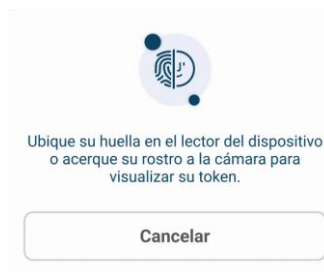 Ubique su huella en el lector del dispositivo
o acerque su rostro a la cámara para
visualizar su token.
Cancelar